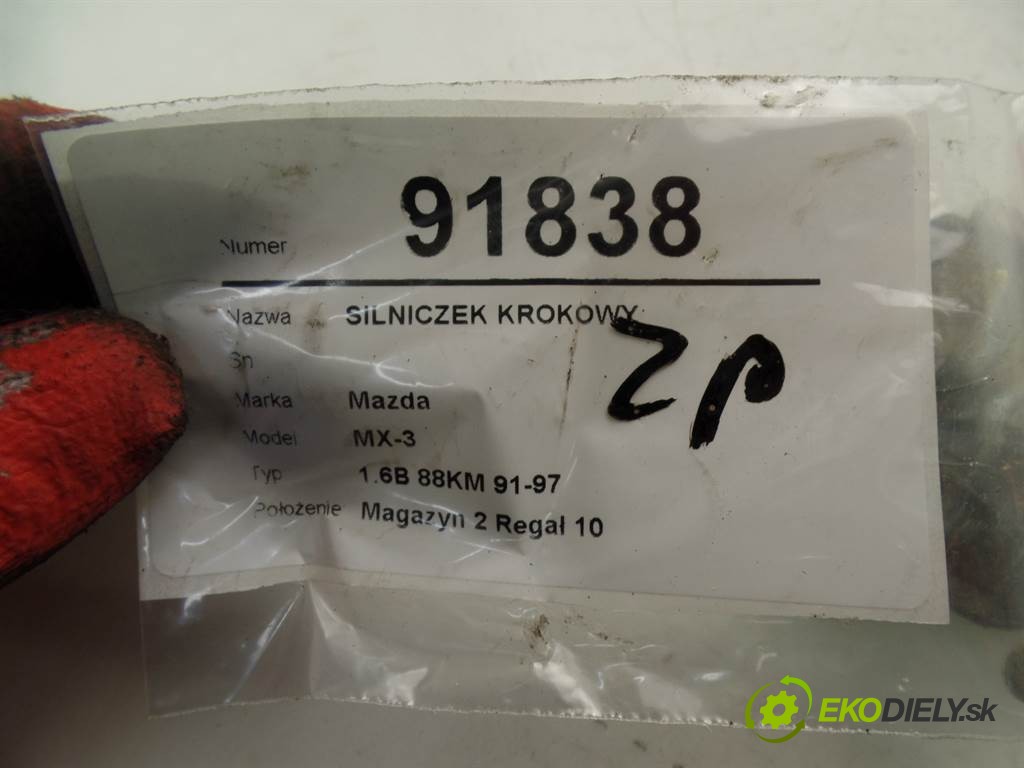 Numer 91838
Nazwa SILNICZEK KROKOWY
Sn
Marka Mazda
Model MX-3
Typ 1.6B 88KM 91-97
Położenie Magazyn 2 Regał 10
EKODIELY.sk